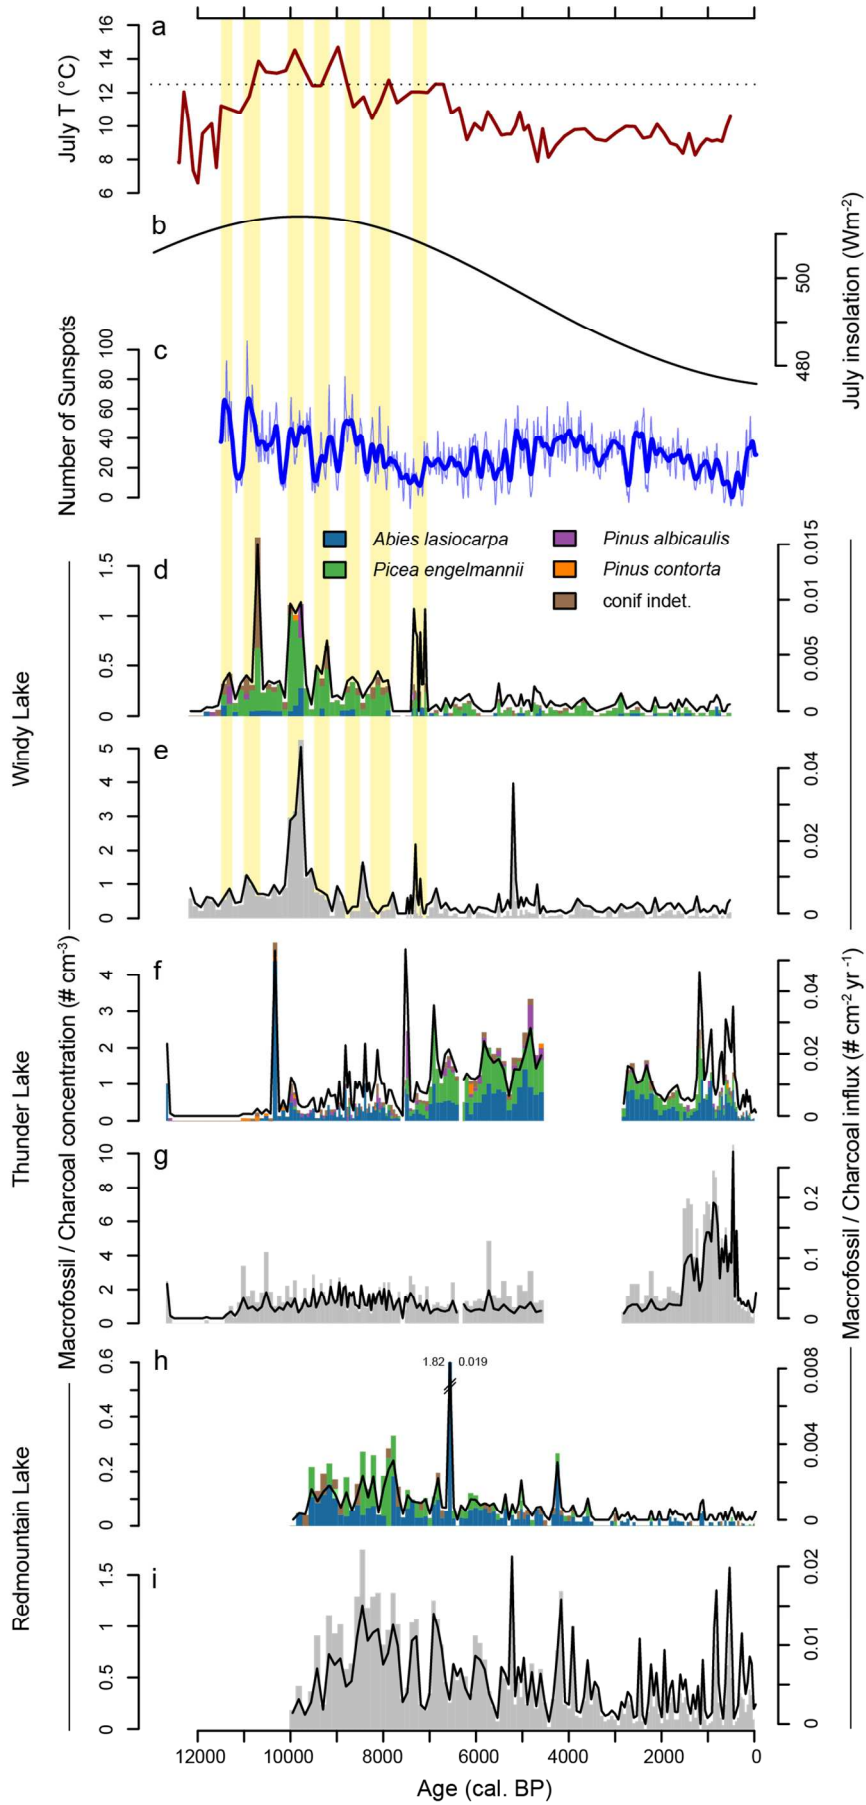 a
16
14
12
10
8
6
July T (°C)
b
500
480
July insolation (Wm-2)
c
100
80
60
40
20
0
Number of Sunspots
Abies lasiocarpa
Picea engelmannii
Pinus albicaulis
Pinus contorta
conif indet.
d
1.5
1
0.5
0
0.015
0.01
0.005
0
Windy Lake
e
5
4
3
2
1
0
0.04
0.02
0
Macrofossil / Charcoal concentration (# cm-3)
Macrofossil / Charcoal influx (# cm-2 yr-1)
f
4
3
2
1
0
0.04
0.02
0
Thunder Lake
g
10
8
6
4
2
0
0.2
0.1
0
h
1.82 0.019
0.6
0.4
0.2
0
0.008
0.004
0
Redmountain Lake
i
1.5
1
0.5
0
0.02
0.01
0
12000 10000 8000 6000 4000 2000 0
Age (cal. BP)